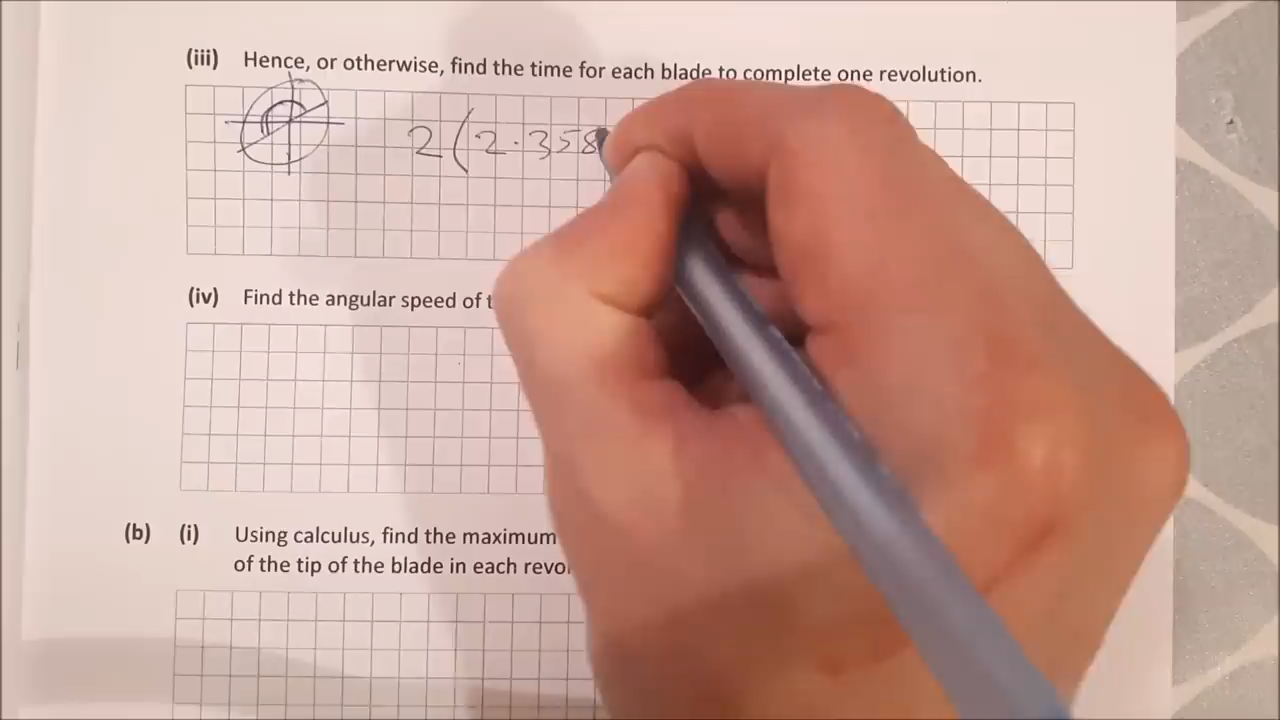 (iii) Hence, or otherwise, find the time for each blade to complete one revolution.
2(2.358
(iv) Find the angular speed of
(b) (i) Using calculus, find the maximum
of the tip of the blade in each